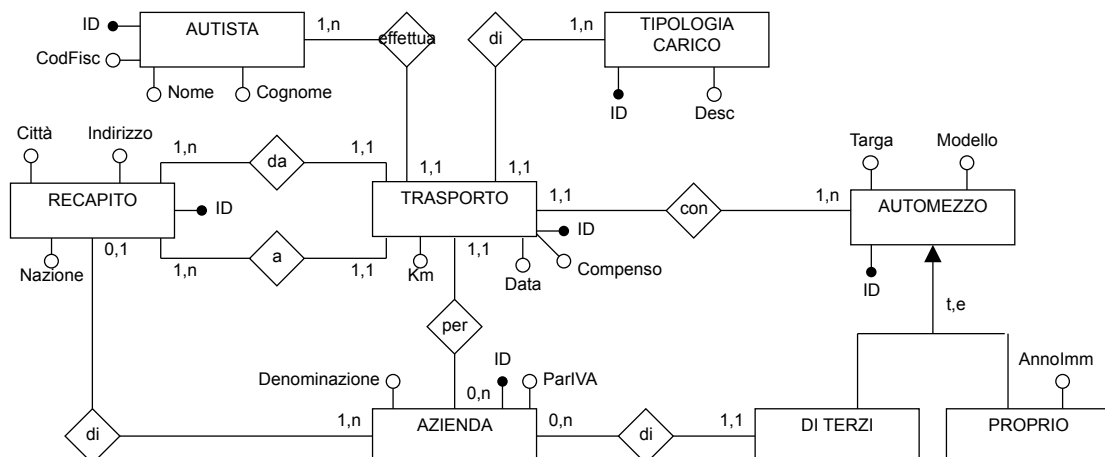 ID
AUTISTA
1,n
effettua
di
1,n
TIPOLOGIA
CARICO
CodFisc
Nome
Cognome
ID
Desc
Città
Indirizzo
1,n
da
1,1
1,1
1,1
Targa
Modello
RECAPITO
ID
TRASPORTO
1,1
con
1,n
AUTOMEZZO
0,1
Nazione
1,n
a
1,1
Km
1,1
Data
ID
Compenso
ID
t,e
per
Denominazione
0,n
ID
ParIVA
AnnoImm
di
1,n
AZIENDA
0,n
di
1,1
DI TERZI
PROPRIO